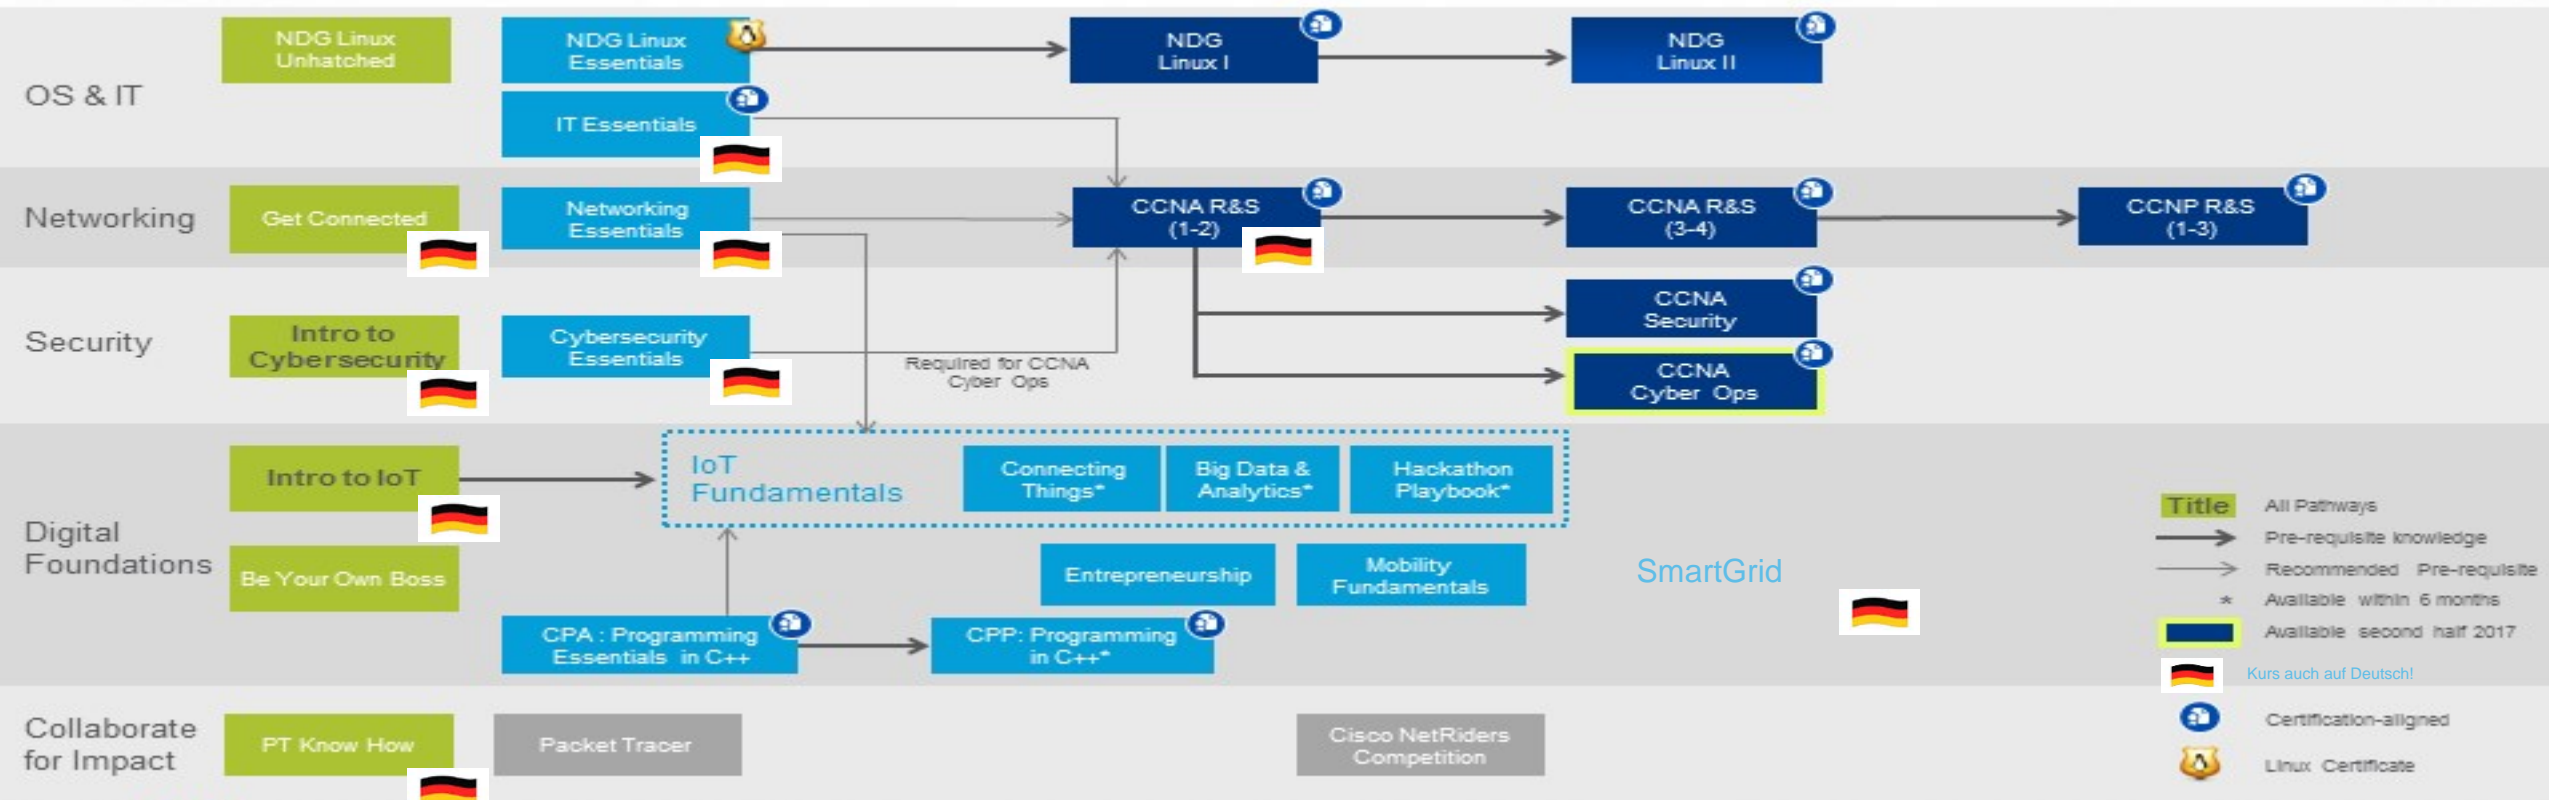 OS & IT
NDG Linux
Unhatched
NDG Linux
Essentials
NDG
Linux I
NDG
Linux II
IT Essentials
Networking
Get Connected
Networking
Essentials
CCNA R&S
(1-2)
CCNA R&S
(3-4)
CCNP R&S
(1-3)
Security
Intro to
Cybersecurity
Cybersecurity
Essentials
Required for CCNA
Cyber Ops
CCNA
Security
CCNA
Cyber Ops
Digital
Foundations
Intro to IoT
IoT
Fundamentals
Connecting
Things*
Big Data &
Analytics*
Hackathon
Playbook*
Be Your Own Boss
Entrepreneurship
Mobility
Fundamentals
SmartGrid
CPA : Programming
Essentials in C++
CPP: Programming
in C++*
Title All Pathways
Pre-requisite knowledge
Recommended Pre-requisite
* Available within 6 months
Available second half 2017
Kurs auch auf Deutsch!
Certification-aligned
Linux Certificate
Collaborate
for Impact
PT Know How
Packet Tracer
Cisco NetRiders
Competition